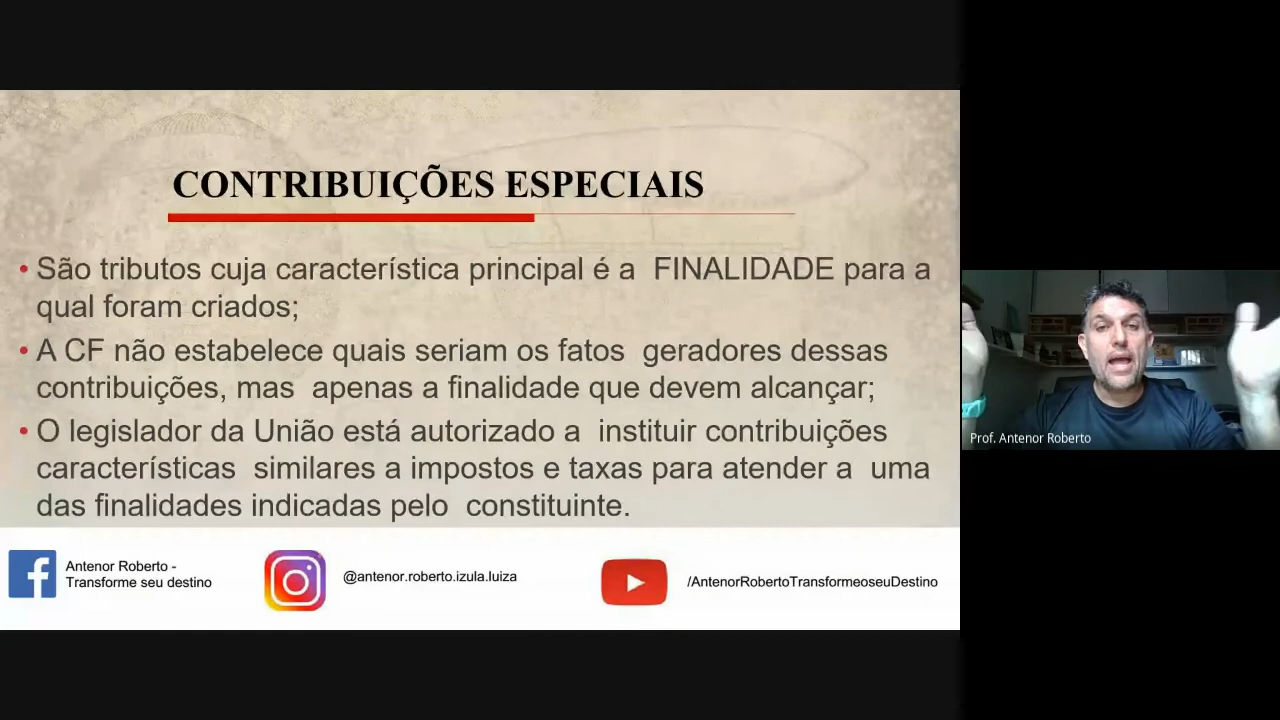 CONTRIBUIÇÕES ESPECIAIS
• São tributos cuja característica principal é a FINALIDADE para a
qual foram criados;
• A CF não estabelece quais seriam os fatos geradores dessas
contribuições, mas apenas a finalidade que devem alcançar;
• O legislador da União está autorizado a instituir contribuições
características similares a impostos e taxas para atender a uma
das finalidades indicadas pelo constituinte.
Antenor Roberto -
Transforme seu destino
@antenor.roberto.izula.luiza
/AntenorRobertoTransformeoseuDestino
Prof. Antenor Roberto